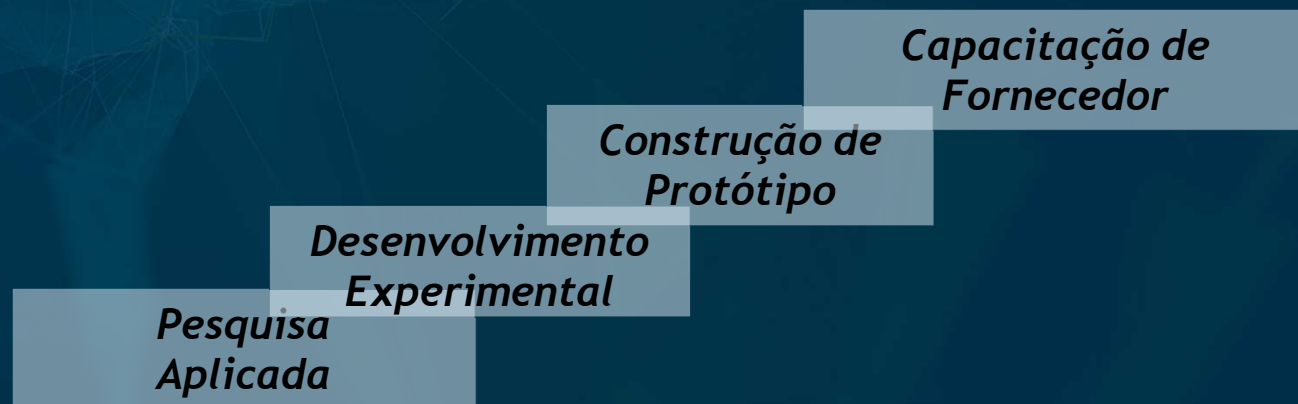 Capacitação de
Fornecedor
Construção de
Protótipo
Desenvolvimento
Experimental
Pesquisa
Aplicada